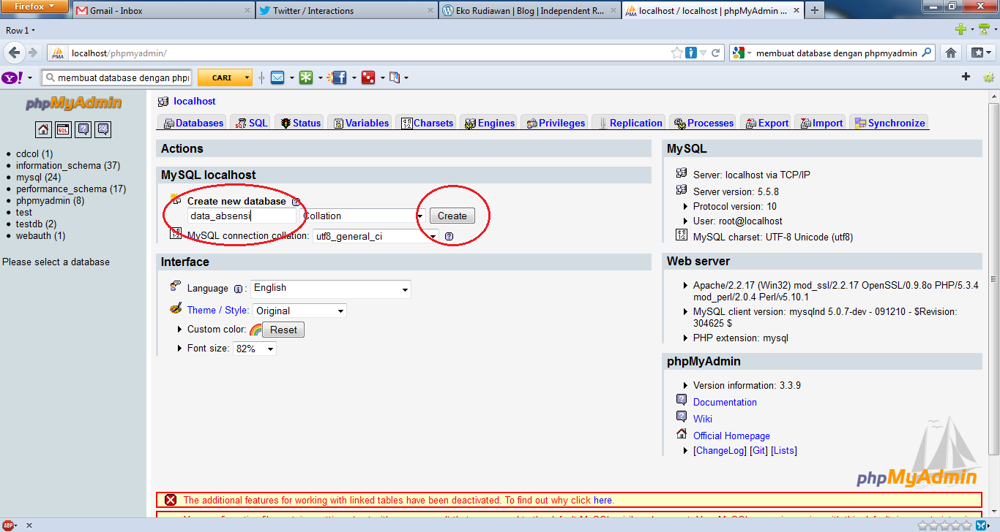 Firefox
Gmail - Inbox
Twitter / Interactions
Eko Rudiawan | Blog | Independent R...
localhost / localhost | phpMyAdmin ...
Row 1
PMA
localhost/phpmyadmin/
membuat database dengan phpmyadmin
Y!
membuat database dengan phpm
CARI
phpMyAdmin
SQL
cdcol (1)
information_schema (37)
mysql (24)
performance_schema (17)
phpmyadmin (8)
test
testdb (2)
webauth (1)
Please select a database
localhost
Databases
SQL
Status
Variables
Charsets
Engines
Privileges
Replication
Processes
Export
Import
Synchronize
Actions
MySQL localhost
Create new database
data_absensi
Collation
Create
MySQL connection collation:
utf8_general_ci
Interface
Language
:
English
Theme / Style:
Original
Custom color:
Reset
Font size:
82%
MySQL
Server: localhost via TCP/IP
Server version: 5.5.8
Protocol version: 10
User: root@localhost
MySQL charset: UTF-8 Unicode (utf8)
Web server
Apache/2.2.17 (Win32) mod_ssl/2.2.17 OpenSSL/0.9.8o PHP/5.3.4
mod_perl/2.0.4 Perl/v5.10.1
MySQL client version: mysqlnd 5.0.7-dev - 091210 - $Revision:
304625 $
PHP extension: mysql
phpMyAdmin
Version information: 3.3.9
Documentation
Wiki
Official Homepage
[ChangeLog] [Git] [Lists]
phpMyAdmin
The additional features for working with linked tables have been deactivated. To find out why click here.
ABP